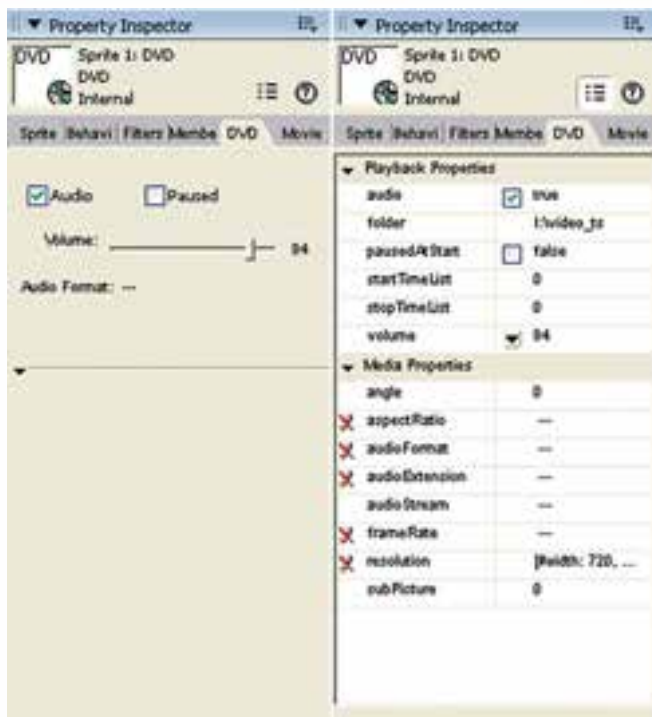 Property Inspector
DVD
Sprite 1: DVD
DVD
Internal
Sprite Behavi Filters Membe DVD Movie
Audio Paused
Volume: 84
Audio Format: ---
Property Inspector
DVD
Sprite 1: DVD
DVD
Internal
Sprite Behavi Filters Membe DVD Movie
Playback Properties
audio true
folder I:\video_ts
pausedAtStart false
startTimeList 0
stopTimeList 0
volume 84
Media Properties
angle 0
aspectRatio ---
audioFormat ---
audioExtension ---
audioStream ---
frameRate ---
resolution [#width: 720, ...
subPicture 0